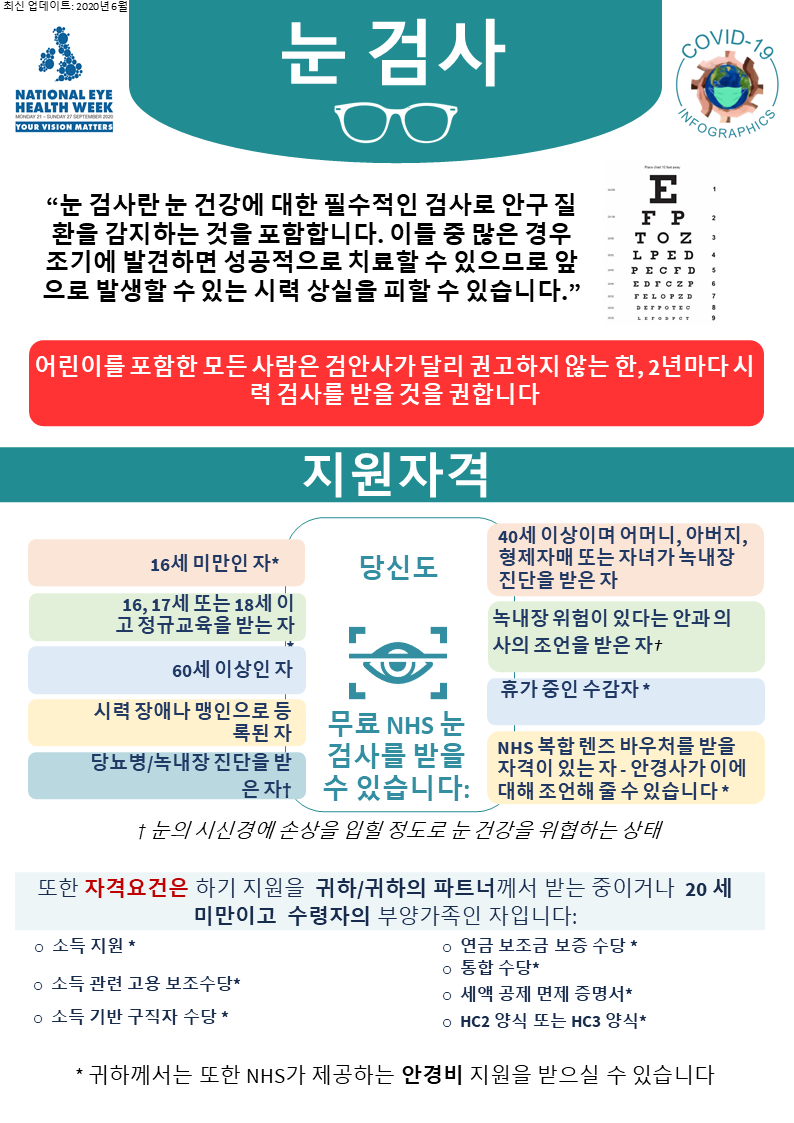 최신 업데이트: 2020년 6월
NATIONAL EYE
HEALTH WEEK
MONDAY 21 – SUNDAY 27 SEPTEMBER 2020
YOUR VISION MATTERS
눈 검사
COVID-19
INFOGRAPHICS
“눈 검사란 눈 건강에 대한 필수적인 검사로 안구 질
환을 감지하는 것을 포함합니다. 이들 중 많은 경우
조기에 발견하면 성공적으로 치료할 수 있으므로 앞
으로 발생할 수 있는 시력 상실을 피할 수 있습니다.”
E 1
F P 2
T O Z 3
L P E D 4
P E C F D 5
E D F C Z P 6
F E L O P Z D 7
D E F P O T E C 8
L E F O D P C T 9
어린이를 포함한 모든 사람은 검안사가 달리 권고하지 않는 한, 2년마다 시
력 검사를 받을 것을 권합니다
지원자격
당신도
무료 NHS 눈
검사를 받을
수 있습니다:
16세 미만인 자*
16, 17세 또는 18세 이
고 정규교육을 받는 자
*
60세 이상인 자
시력 장애나 맹인으로 등
록된 자
당뇨병/녹내장 진단을 받
은 자†
40세 이상이며 어머니, 아버지,
형제자매 또는 자녀가 녹내장
진단을 받은 자
녹내장 위험이 있다는 안과 의
사의 조언을 받은 자†
휴가 중인 수감자 *
NHS 복합 렌즈 바우처를 받을
자격이 있는 자 - 안경사가 이에
대해 조언해 줄 수 있습니다 *
† 눈의 시신경에 손상을 입힐 정도로 눈 건강을 위협하는 상태
또한 자격요건은 하기 지원을 귀하/귀하의 파트너께서 받는 중이거나 20 세
미만이고 수령자의 부양가족인 자입니다:
o 소득 지원 *
o 소득 관련 고용 보조수당*
o 소득 기반 구직자 수당 *
o 연금 보조금 보증 수당 *
o 통합 수당*
o 세액 공제 면제 증명서*
o HC2 양식 또는 HC3 양식*
* 귀하께서는 또한 NHS가 제공하는 안경비 지원을 받으실 수 있습니다